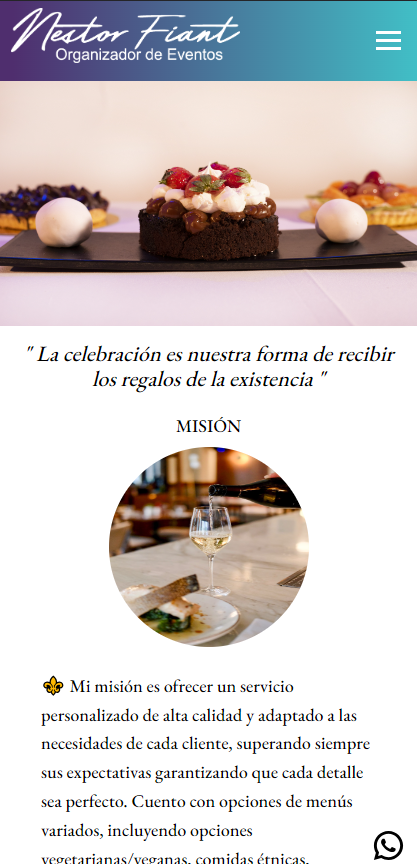 Nestor Fiant
Organizador de Eventos
" La celebración es nuestra forma de recibir
los regalos de la existencia "
MISIÓN
Mi misión es ofrecer un servicio
personalizado de alta calidad y adaptado a las
necesidades de cada cliente, superando siempre
sus expectativas garantizando que cada detalle
sea perfecto. Cuento con opciones de menús
variados, incluyendo opciones
vegetarianas/veganas, comidas étnicas,